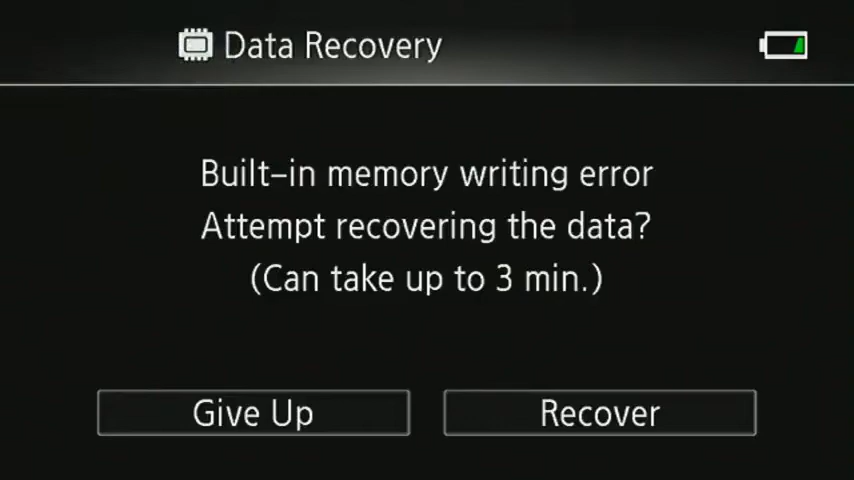 Data Recovery
Built-in memory writing error
Attempt recovering the data?
(Can take up to 3 min.)
Give Up
Recover